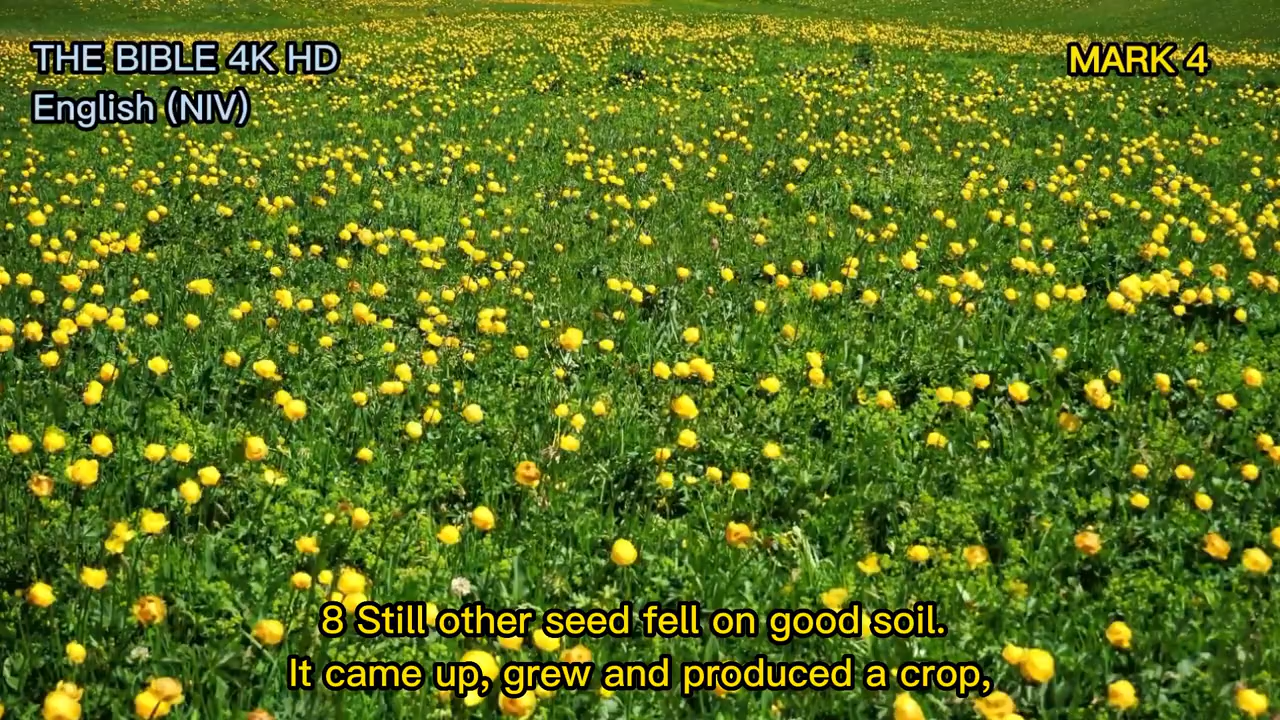 THE BIBLE 4K HD
English (NIV)
MARK 4
8 Still other seed fell on good soil.
It came up, grew and produced a crop,